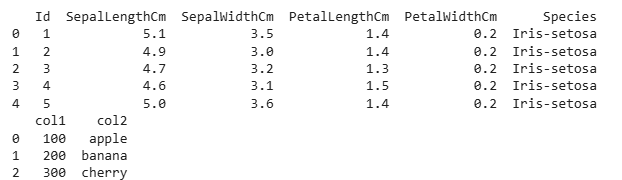 Id SepalLengthCm SepalWidthCm PetalLengthCm PetalWidthCm Species
0 1 5.1 3.5 1.4 0.2 Iris-setosa
1 2 4.9 3.0 1.4 0.2 Iris-setosa
2 3 4.7 3.2 1.3 0.2 Iris-setosa
3 4 4.6 3.1 1.5 0.2 Iris-setosa
4 5 5.0 3.6 1.4 0.2 Iris-setosa
col1 col2
0 100 apple
1 200 banana
2 300 cherry